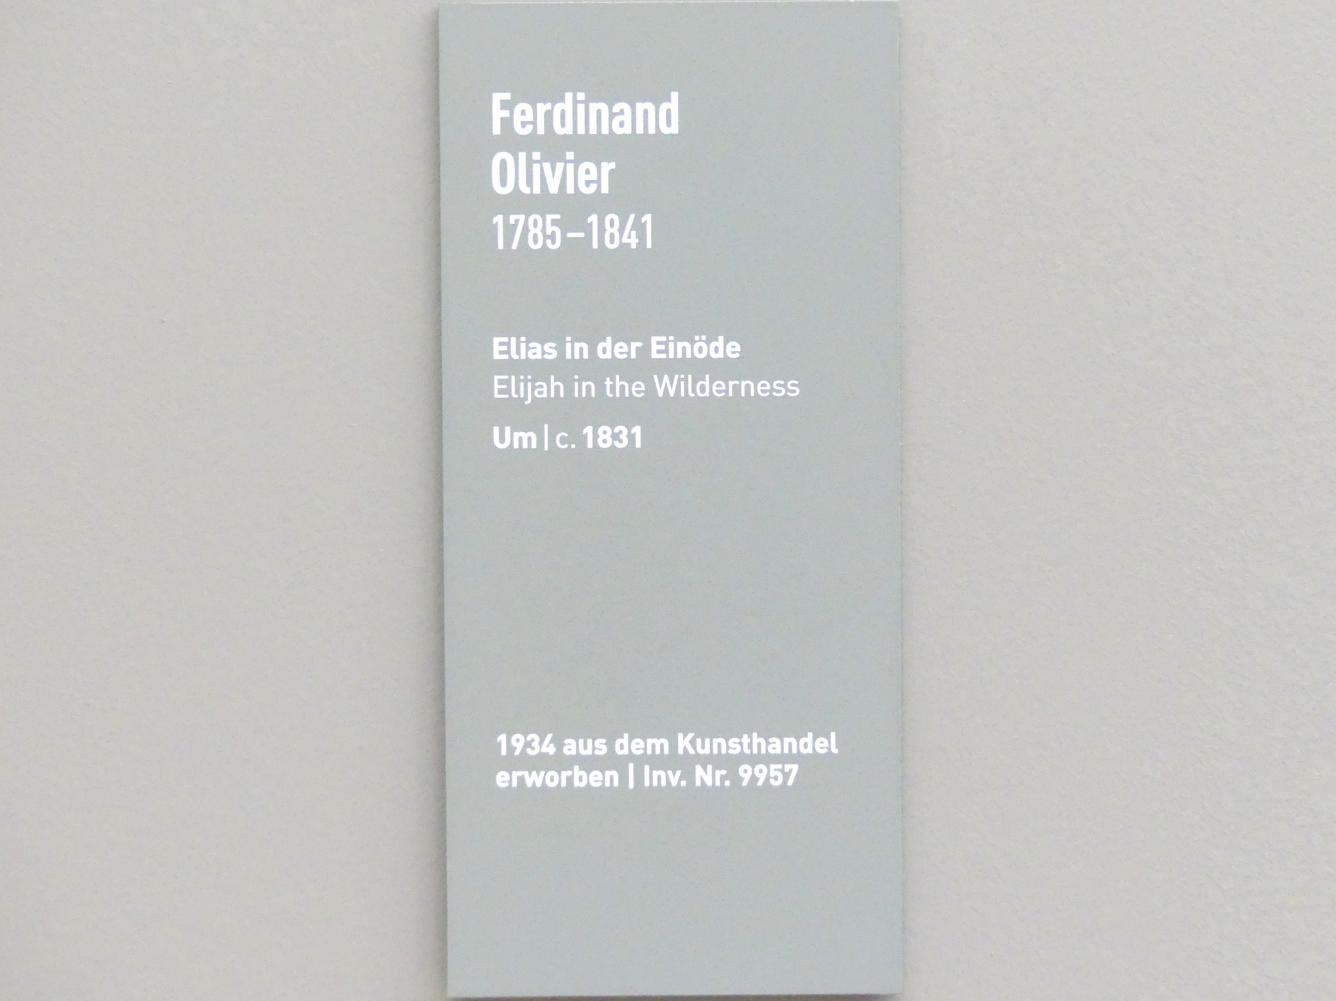 Ferdinand
Olivier
1785–1841
Elias in der Einöde
Elijah in the Wilderness
Um | c. 1831
1934 aus dem Kunsthandel
erworben | Inv. Nr. 9957